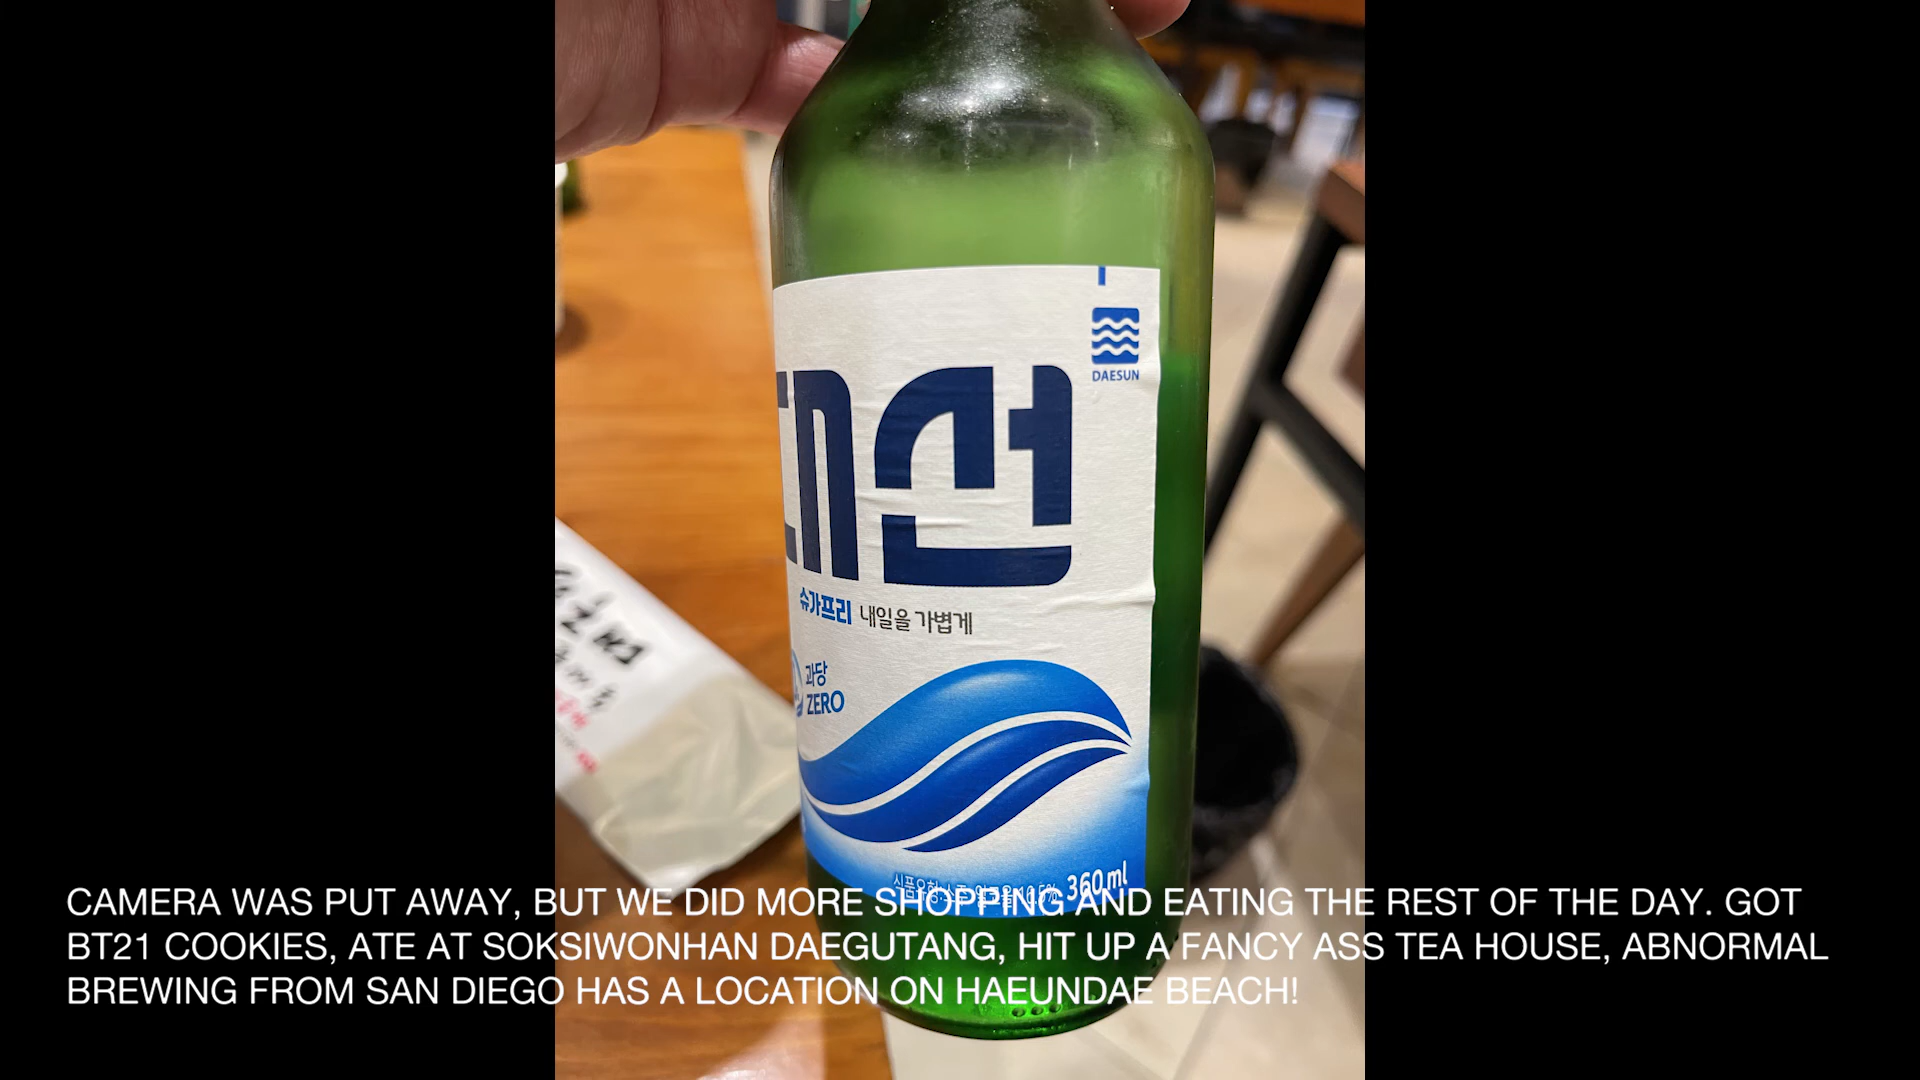 DAESUN
선
슈가프리 내일을 가볍게
과당
ZERO
360 ml
CAMERA WAS PUT AWAY, BUT WE DID MORE SHOPPING AND EATING THE REST OF THE DAY. GOT
BT21 COOKIES, ATE AT SOKSIWONHAN DAEGUTANG, HIT UP A FANCY ASS TEA HOUSE, ABNORMAL
BREWING FROM SAN DIEGO HAS A LOCATION ON HAEUNDAE BEACH!